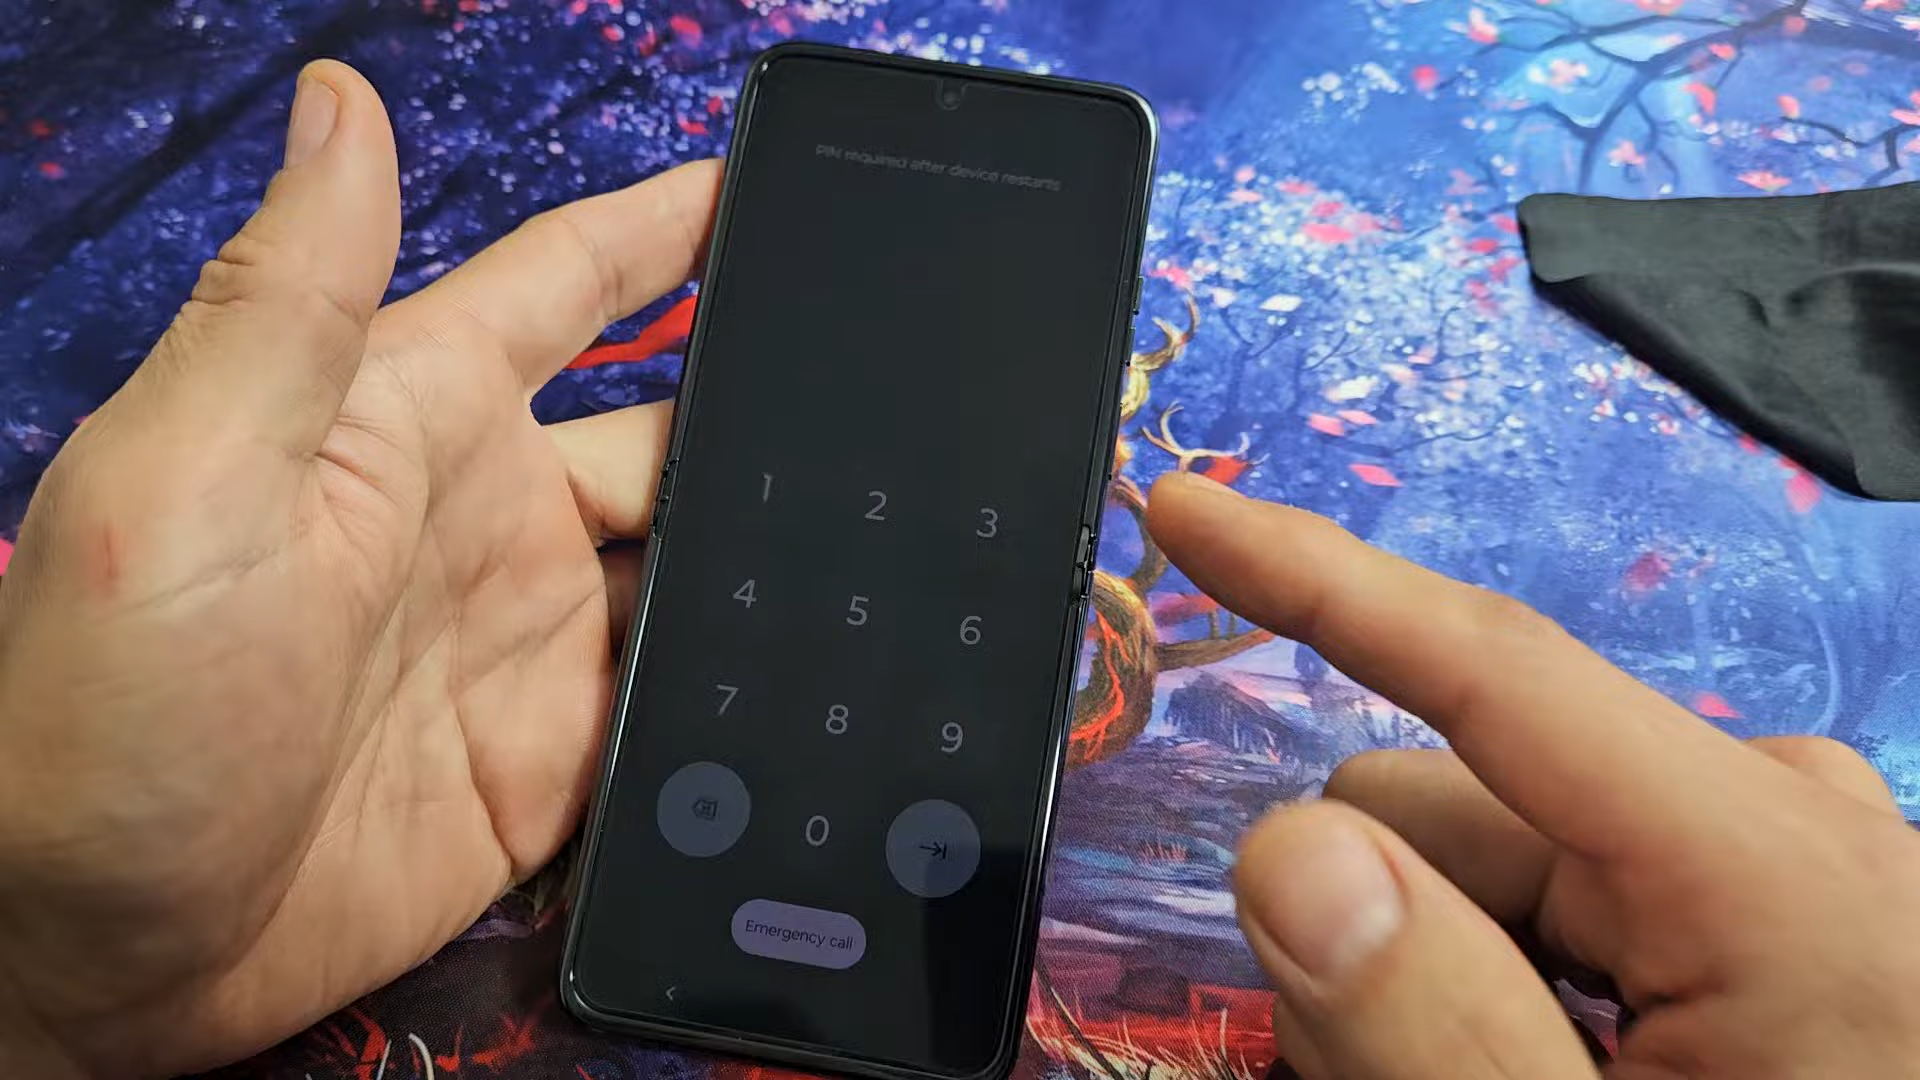 PIN required after device restarts
1 2 3
4 5 6
7 8 9
0
Emergency call